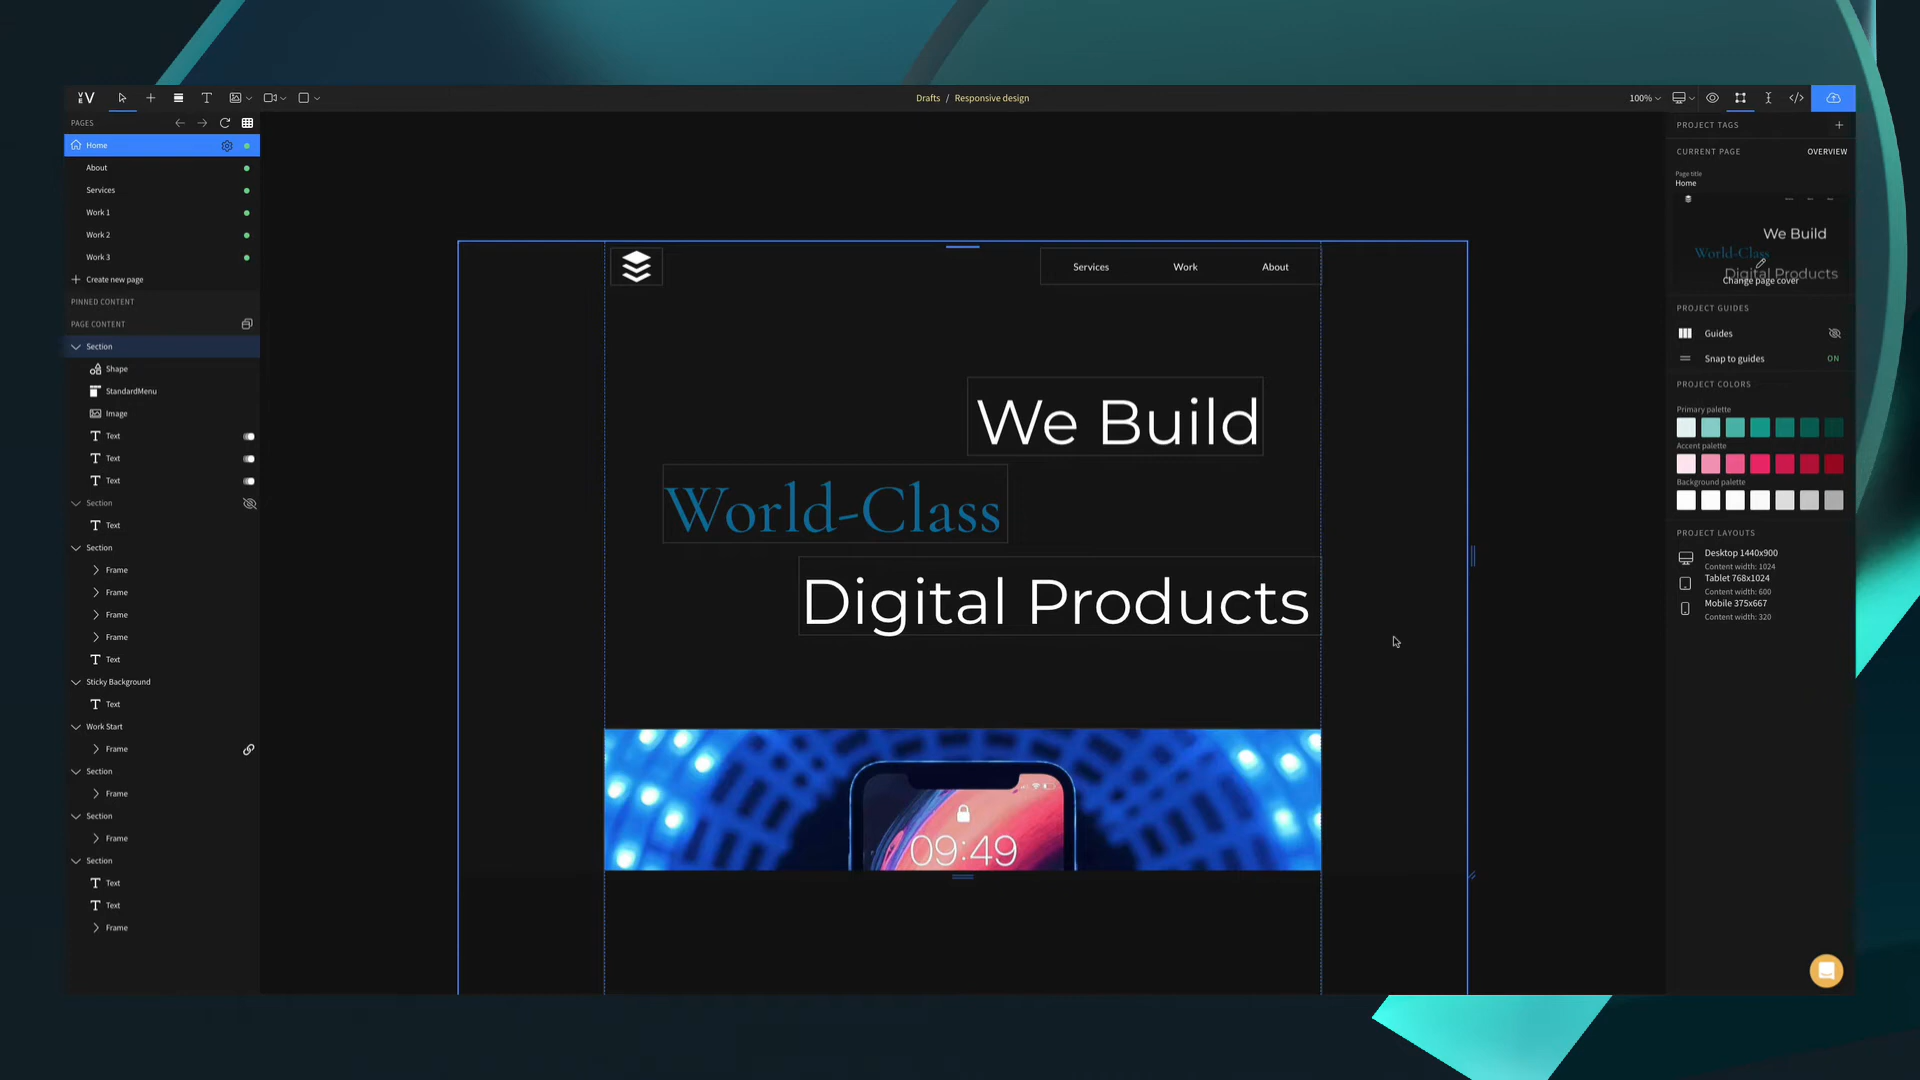 VEV
Drafts / Responsive design
100%
PAGES
Home
About
Services
Work 1
Work 2
Work 3
Create new page
PINNED CONTENT
PAGE CONTENT
Section
Shape
StandardMenu
Image
Text
Text
Text
Section
Text
Section
Frame
Frame
Frame
Frame
Text
Sticky Background
Text
Work Start
Frame
Section
Frame
Section
Frame
Section
Text
Text
Frame
Services Work About
We Build
World-Class
Digital Products
09:49
PROJECT TAGS
CURRENT PAGE OVERVIEW
Page title
Home
We Build
World-Class
Digital Products
Change page cover
PROJECT GUIDES
Guides
Snap to guides ON
PROJECT COLORS
Primary palette
Accent palette
Background palette
PROJECT LAYOUTS
Desktop 1440x900
Content width: 1024
Tablet 768x1024
Content width: 600
Mobile 375x667
Content width: 320